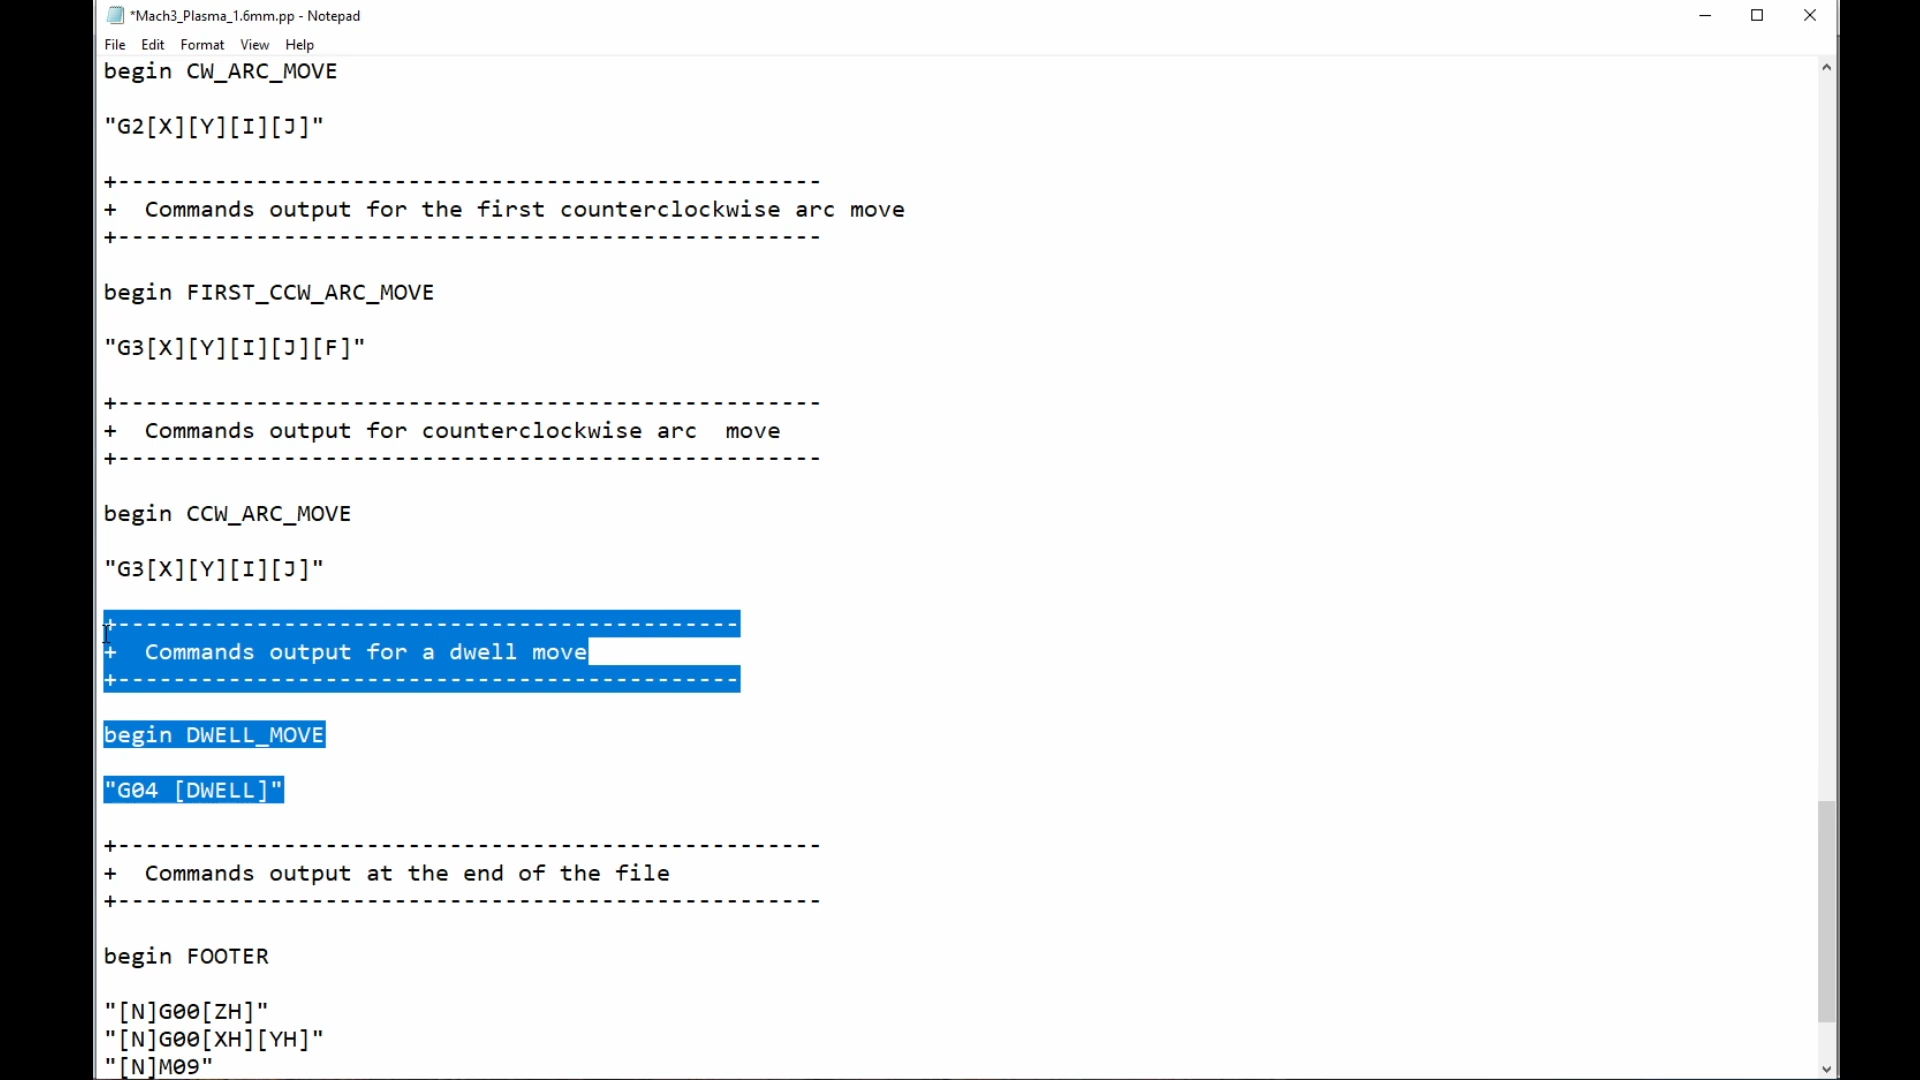 *Mach3_Plasma_1.6mm.pp - Notepad
File Edit Format View Help
begin CW_ARC_MOVE
"G2[X][Y][I][J]"
+---------------------------------------------------
+  Commands output for the first counterclockwise arc move
+---------------------------------------------------
begin FIRST_CCW_ARC_MOVE
"G3[X][Y][I][J][F]"
+---------------------------------------------------
+  Commands output for counterclockwise arc  move
+---------------------------------------------------
begin CCW_ARC_MOVE
"G3[X][Y][I][J]"
+---------------------------------------------
+  Commands output for a dwell move
+---------------------------------------------
begin DWELL_MOVE
"G04 [DWELL]"
+---------------------------------------------------
+  Commands output at the end of the file
+---------------------------------------------------
begin FOOTER
"[N]G00[ZH]"
"[N]G00[XH][YH]"
"[N]M09"